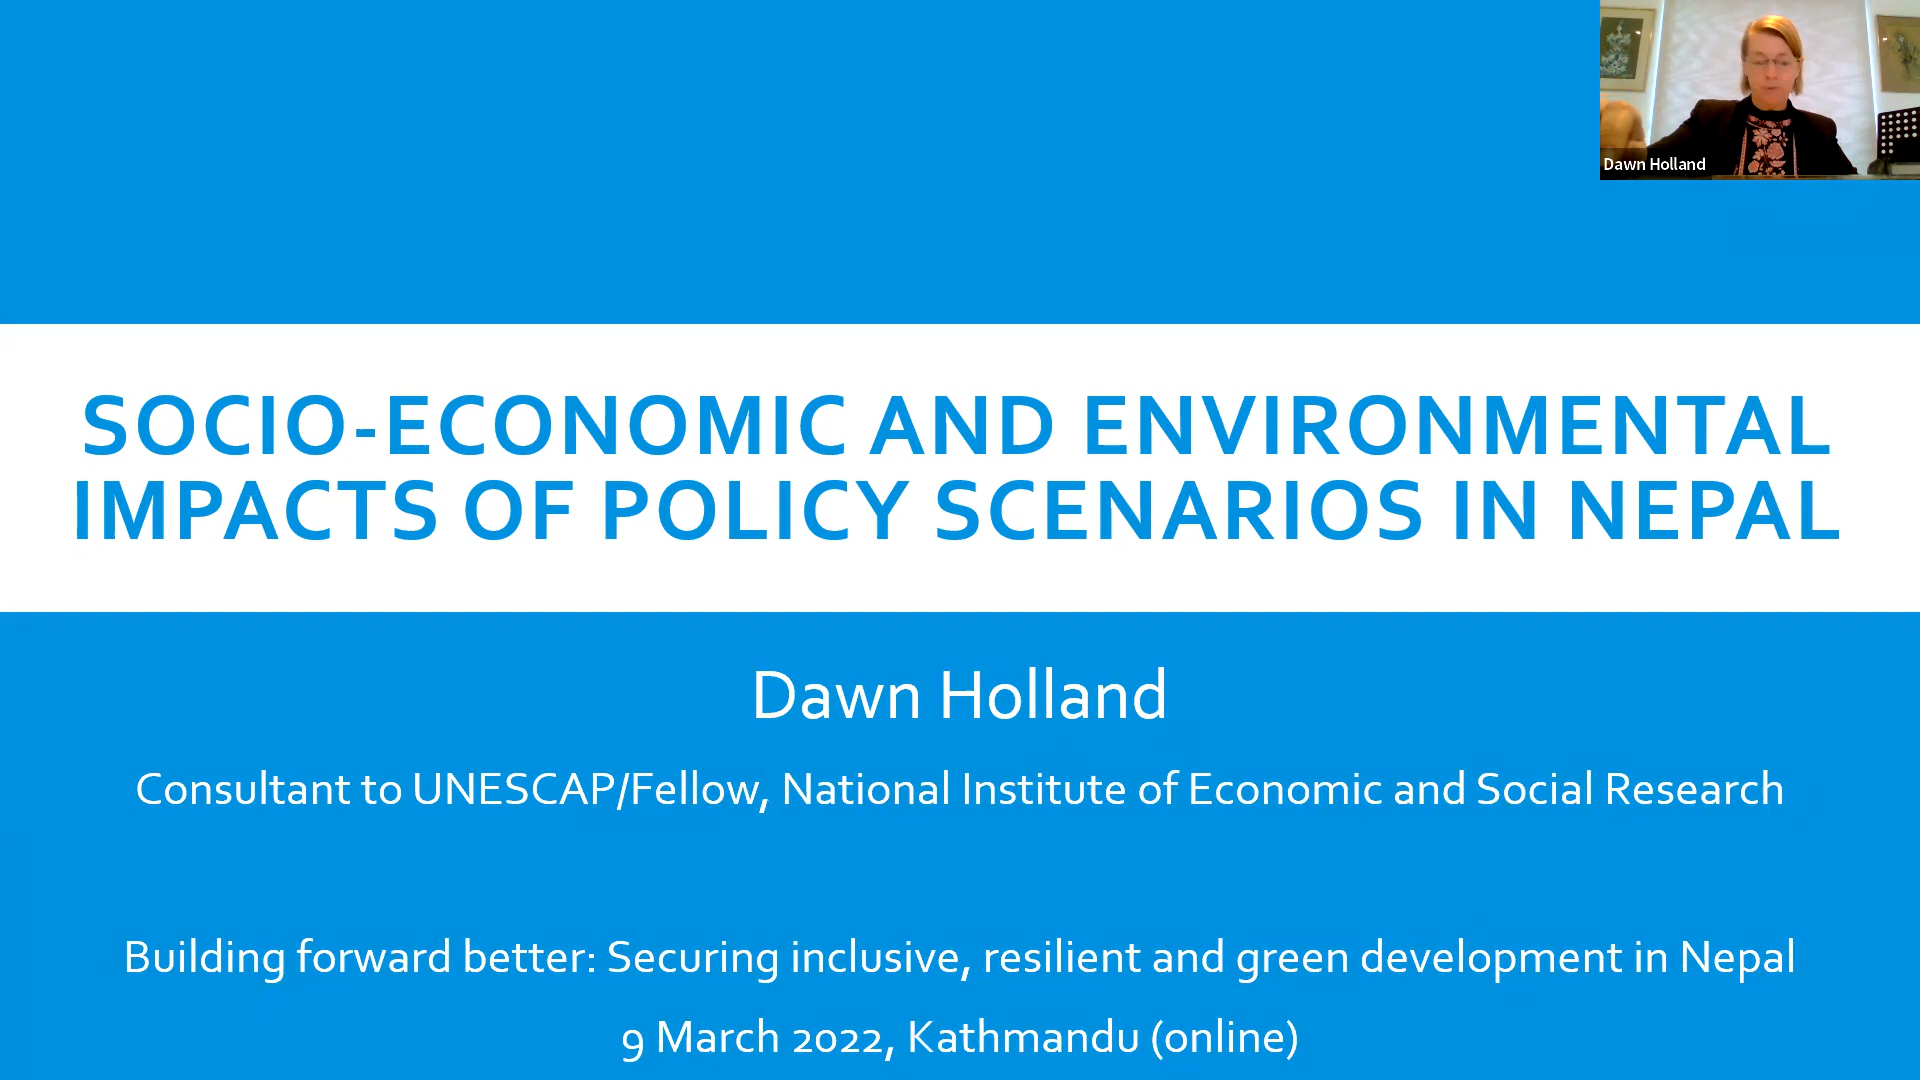 Dawn Holland
SOCIO-ECONOMIC AND ENVIRONMENTAL
IMPACTS OF POLICY SCENARIOS IN NEPAL
Dawn Holland
Consultant to UNESCAP/Fellow, National Institute of Economic and Social Research
Building forward better: Securing inclusive, resilient and green development in Nepal
9 March 2022, Kathmandu (online)